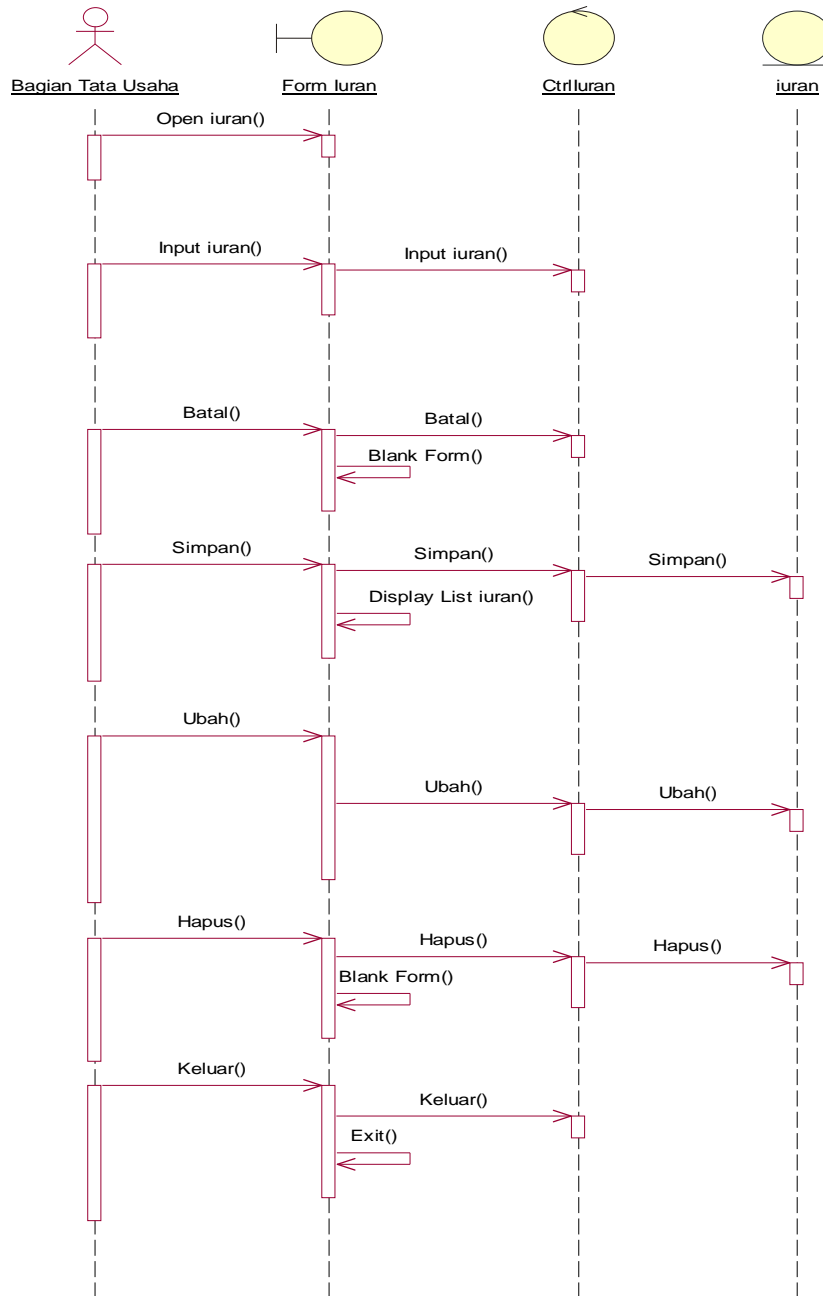 Bagian Tata Usaha
Form Iuran
CtrlIuran
iuran
Open iuran()
Input iuran()
Input iuran()
Batal()
Batal()
Blank Form()
Simpan()
Simpan()
Simpan()
Display List iuran()
Ubah()
Ubah()
Ubah()
Hapus()
Hapus()
Hapus()
Blank Form()
Keluar()
Keluar()
Exit()